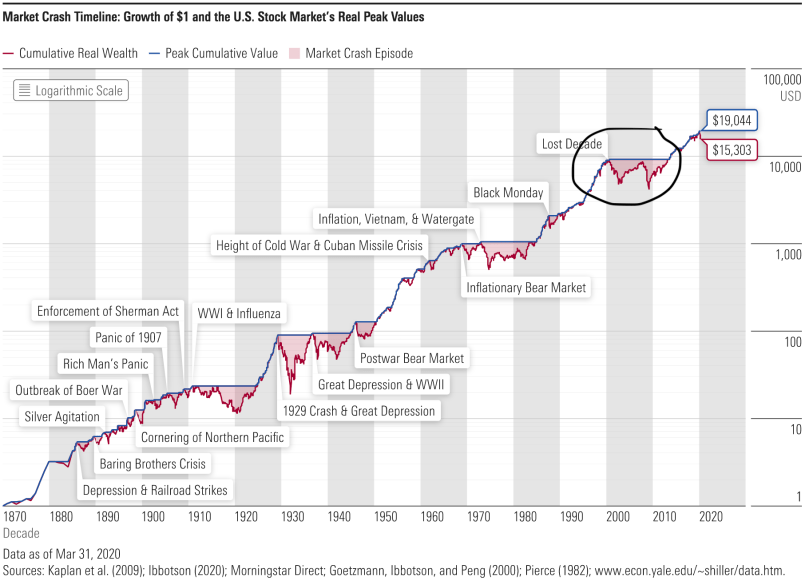 Market Crash Timeline: Growth of $1 and the U.S. Stock Market's Real Peak Values
Cumulative Real Wealth
Peak Cumulative Value
Market Crash Episode
Logarithmic Scale
100,000
USD
$19,044
$15,303
Lost Decade
10,000
Black Monday
Inflation, Vietnam, & Watergate
Height of Cold War & Cuban Missile Crisis
1,000
Inflationary Bear Market
Enforcement of Sherman Act
WWI & Influenza
Panic of 1907
100
Rich Man's Panic
Postwar Bear Market
Outbreak of Boer War
Great Depression & WWII
Silver Agitation
1929 Crash & Great Depression
10
Cornering of Northern Pacific
Baring Brothers Crisis
Depression & Railroad Strikes
1
1870 1880 1890 1900 1910 1920 1930 1940 1950 1960 1970 1980 1990 2000 2010 2020
Decade
Data as of Mar 31, 2020
Sources: Kaplan et al. (2009); Ibbotson (2020); Morningstar Direct; Goetzmann, Ibbotson, and Peng (2000); Pierce (1982); www.econ.yale.edu/~shiller/data.htm.